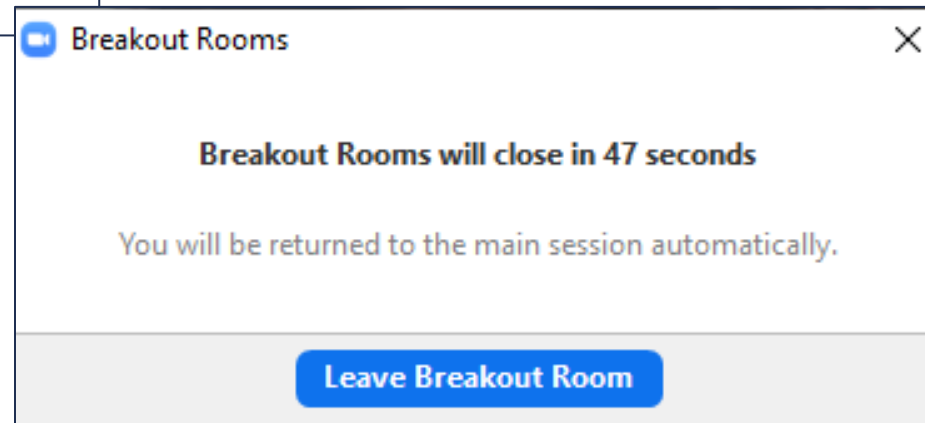 Breakout Rooms
Breakout Rooms will close in 47 seconds
You will be returned to the main session automatically.
Leave Breakout Room